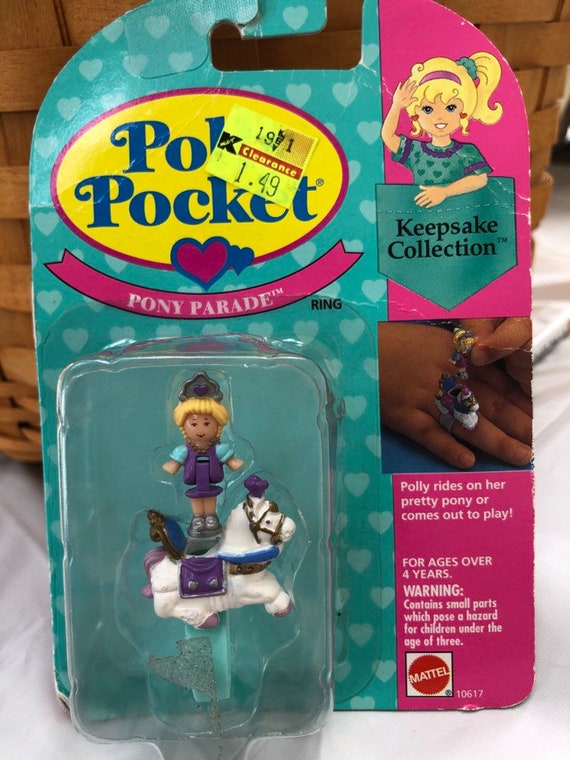 Polly
Pocket®
1991
K Clearance
1.49
PONY PARADE™
RING
Keepsake
Collection™
Polly rides on her
pretty pony or
comes out to play!
FOR AGES OVER
4 YEARS.
WARNING:
Contains small parts
which pose a hazard
for children under the
age of three.
MATTEL
® 10617